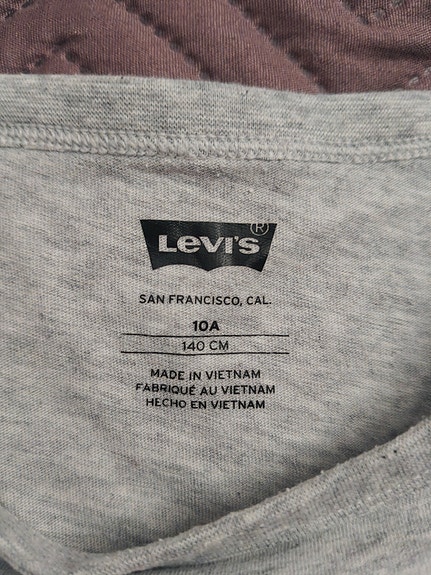 Levi's ®
SAN FRANCISCO, CAL.
10A
140 CM
MADE IN VIETNAM
FABRIQUÉ AU VIETNAM
HECHO EN VIETNAM